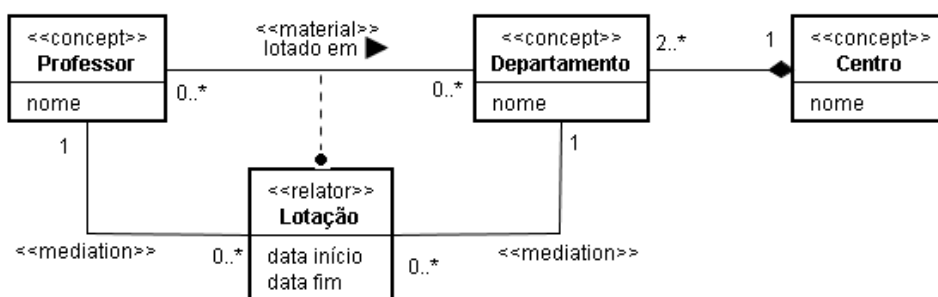 <<concept>>
Professor
nome
<<material>>
lotado em
0..*
0..*
<<concept>>
Departamento
nome
2..*
1
<<concept>>
Centro
nome
1
1
<<relator>>
Lotação
data início
data fim
<<mediation>>
0..*
0..*
<<mediation>>